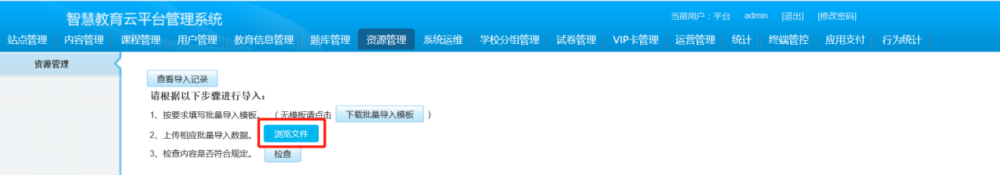 智慧教育云平台管理系统
当前用户：平台 admin [退出] [修改密码]
站点管理 内容管理 课程管理 用户管理 教育信息管理 题库管理 资源管理 系统运维 学校分组管理 试卷管理 VIP卡管理 运营管理 统计 终端管控 应用支付 行为统计
资源管理
查看导入记录
请根据以下步骤进行导入：
1、按要求填写批量导入模板。 （ 无模板请点击 下载批量导入模板 ）
2、上传相应批量导入数据。 浏览文件
3、检查内容是否符合规定。 检查